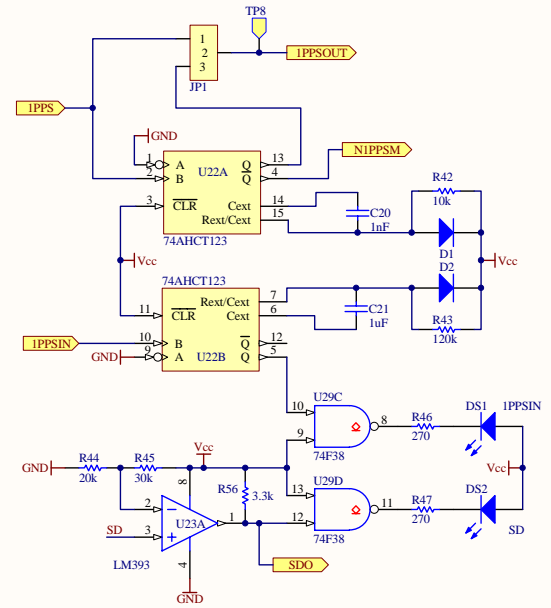 TP8
1
2
3
1PPSOUT
JP1
1PPS
GND
1 A Q 13
2 B U22A Q 4
N1PPSM
3 CLR Cext 14
Rext/Cext 15
74AHCT123
C20
1nF
R42
10k
D1
Vcc
Vcc
D2
74AHCT123
Rext/Cext 7
11 CLR Cext 6
C21
1uF
R43
120k
1PPSIN
10 B Q 12
GND
9 A U22B Q 5
U29C
10
9
8
74F38
R46
270
DS1
1PPSIN
Vcc
Vcc
GND
R44
20k
R45
30k
R56
3.3k
8
U29D
13
12
11
74F38
R47
270
DS2
SD
2
SD
3
U23A
1
LM393
4
SDO
GND